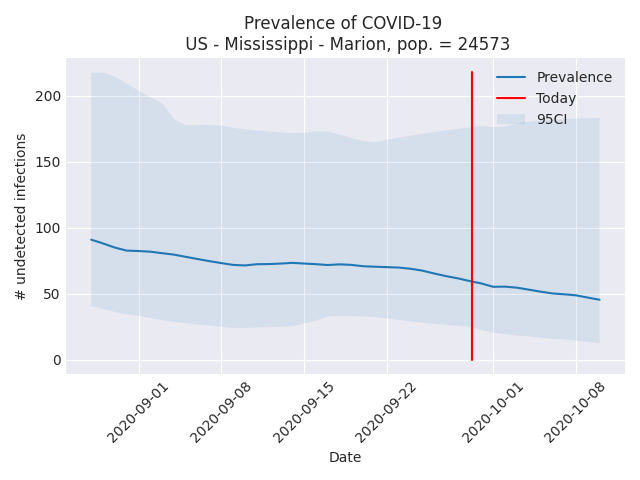 Prevalence of COVID-19
US - Mississippi - Marion, pop. = 24573
# undetected infections
200
150
100
50
0
Prevalence
Today
95CI
2020-09-01
2020-09-08
2020-09-15
2020-09-22
2020-10-01
2020-10-08
Date